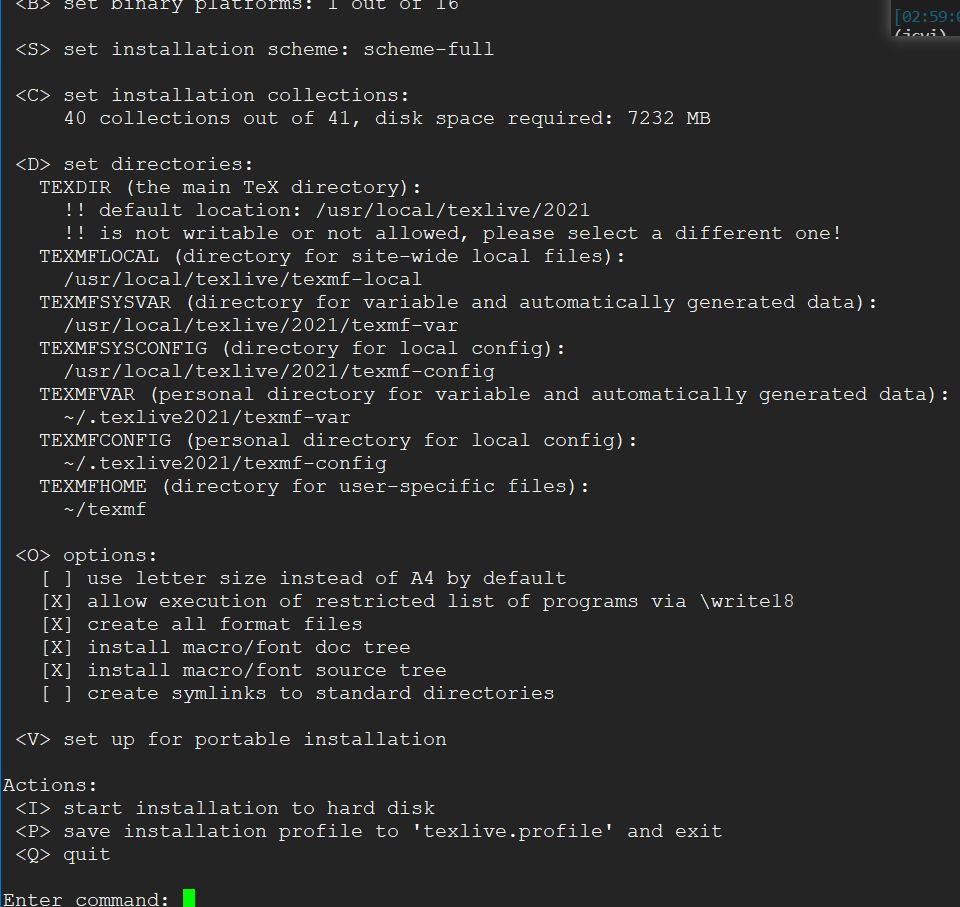 <B> set binary platforms: 1 out of 16
[02:59:0
(jcvi)
<S> set installation scheme: scheme-full
<C> set installation collections:
40 collections out of 41, disk space required: 7232 MB
<D> set directories:
TEXDIR (the main TeX directory):
!! default location: /usr/local/texlive/2021
!! is not writable or not allowed, please select a different one!
TEXMFLOCAL (directory for site-wide local files):
/usr/local/texlive/texmf-local
TEXMFSYSVAR (directory for variable and automatically generated data):
/usr/local/texlive/2021/texmf-var
TEXMFSYSCONFIG (directory for local config):
/usr/local/texlive/2021/texmf-config
TEXMFVAR (personal directory for variable and automatically generated data):
~/.texlive2021/texmf-var
TEXMFCONFIG (personal directory for local config):
~/.texlive2021/texmf-config
TEXMFHOME (directory for user-specific files):
~/texmf
<O> options:
[ ] use letter size instead of A4 by default
[X] allow execution of restricted list of programs via \write18
[X] create all format files
[X] install macro/font doc tree
[X] install macro/font source tree
[ ] create symlinks to standard directories
<V> set up for portable installation
Actions:
<I> start installation to hard disk
<P> save installation profile to 'texlive.profile' and exit
<Q> quit
Enter command: